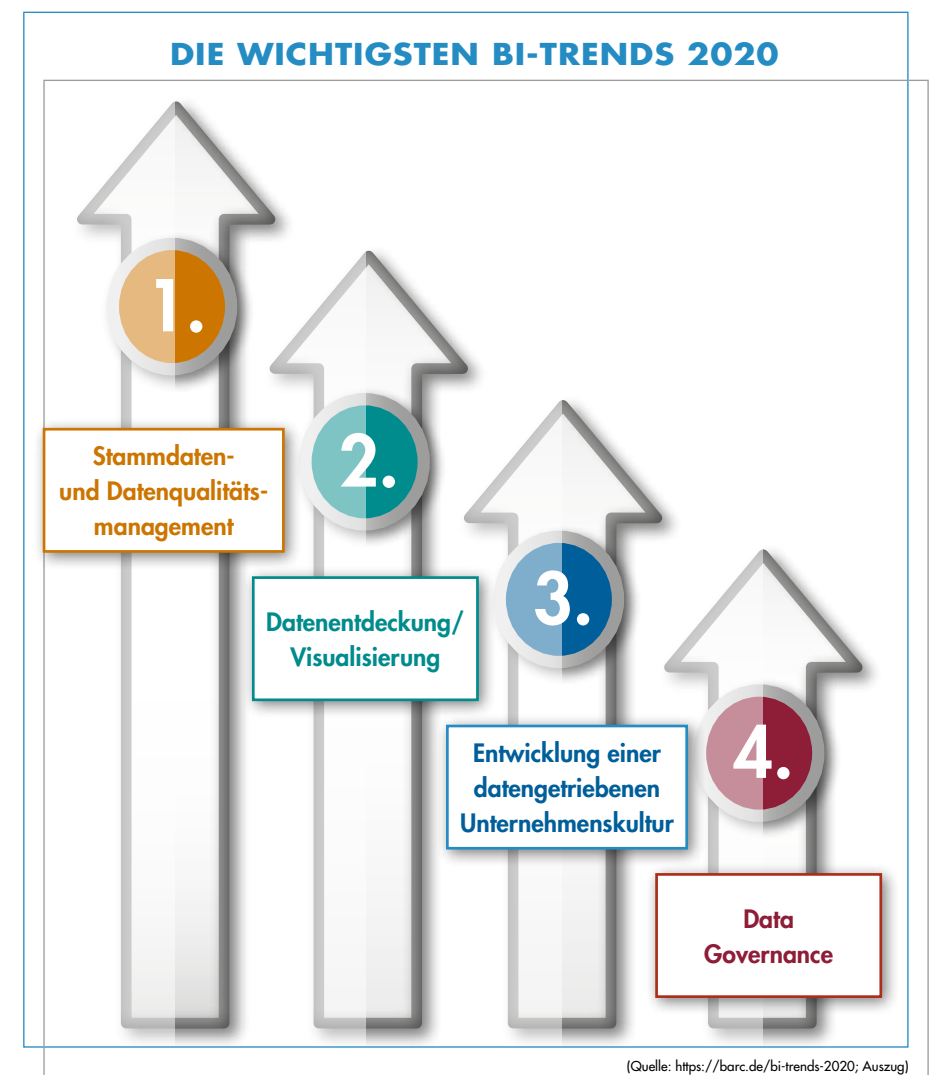 DIE WICHTIGSTEN BI-TRENDS 2020
1.
Stammdaten-
und Datenqualitäts-
management
2.
Datenentdeckung/
Visualisierung
3.
Entwicklung einer
datengetriebenen
Unternehmenskultur
4.
Data
Governance
(Quelle: https://barc.de/bi-trends-2020; Auszug)